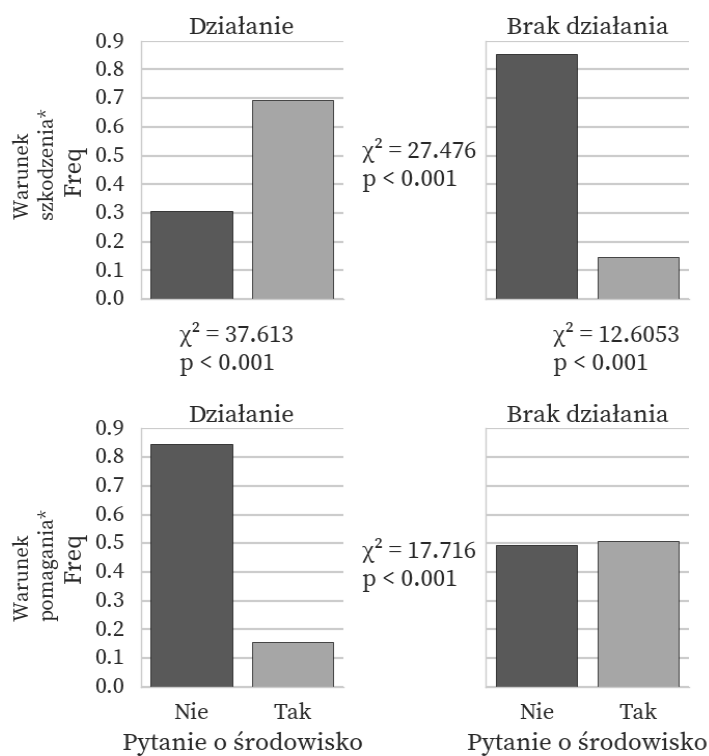 Działanie
Brak działania
Warunek
szkodzenia*
Freq
0.9
0.8
0.7
0.6
0.5
0.4
0.3
0.2
0.1
0.0
χ² = 27.476
p < 0.001
χ² = 37.613
p < 0.001
χ² = 12.6053
p < 0.001
Działanie
Brak działania
Warunek
pomagania*
Freq
0.9
0.8
0.7
0.6
0.5
0.4
0.3
0.2
0.1
0.0
χ² = 17.716
p < 0.001
Nie Tak
Nie Tak
Pytanie o środowisko
Pytanie o środowisko